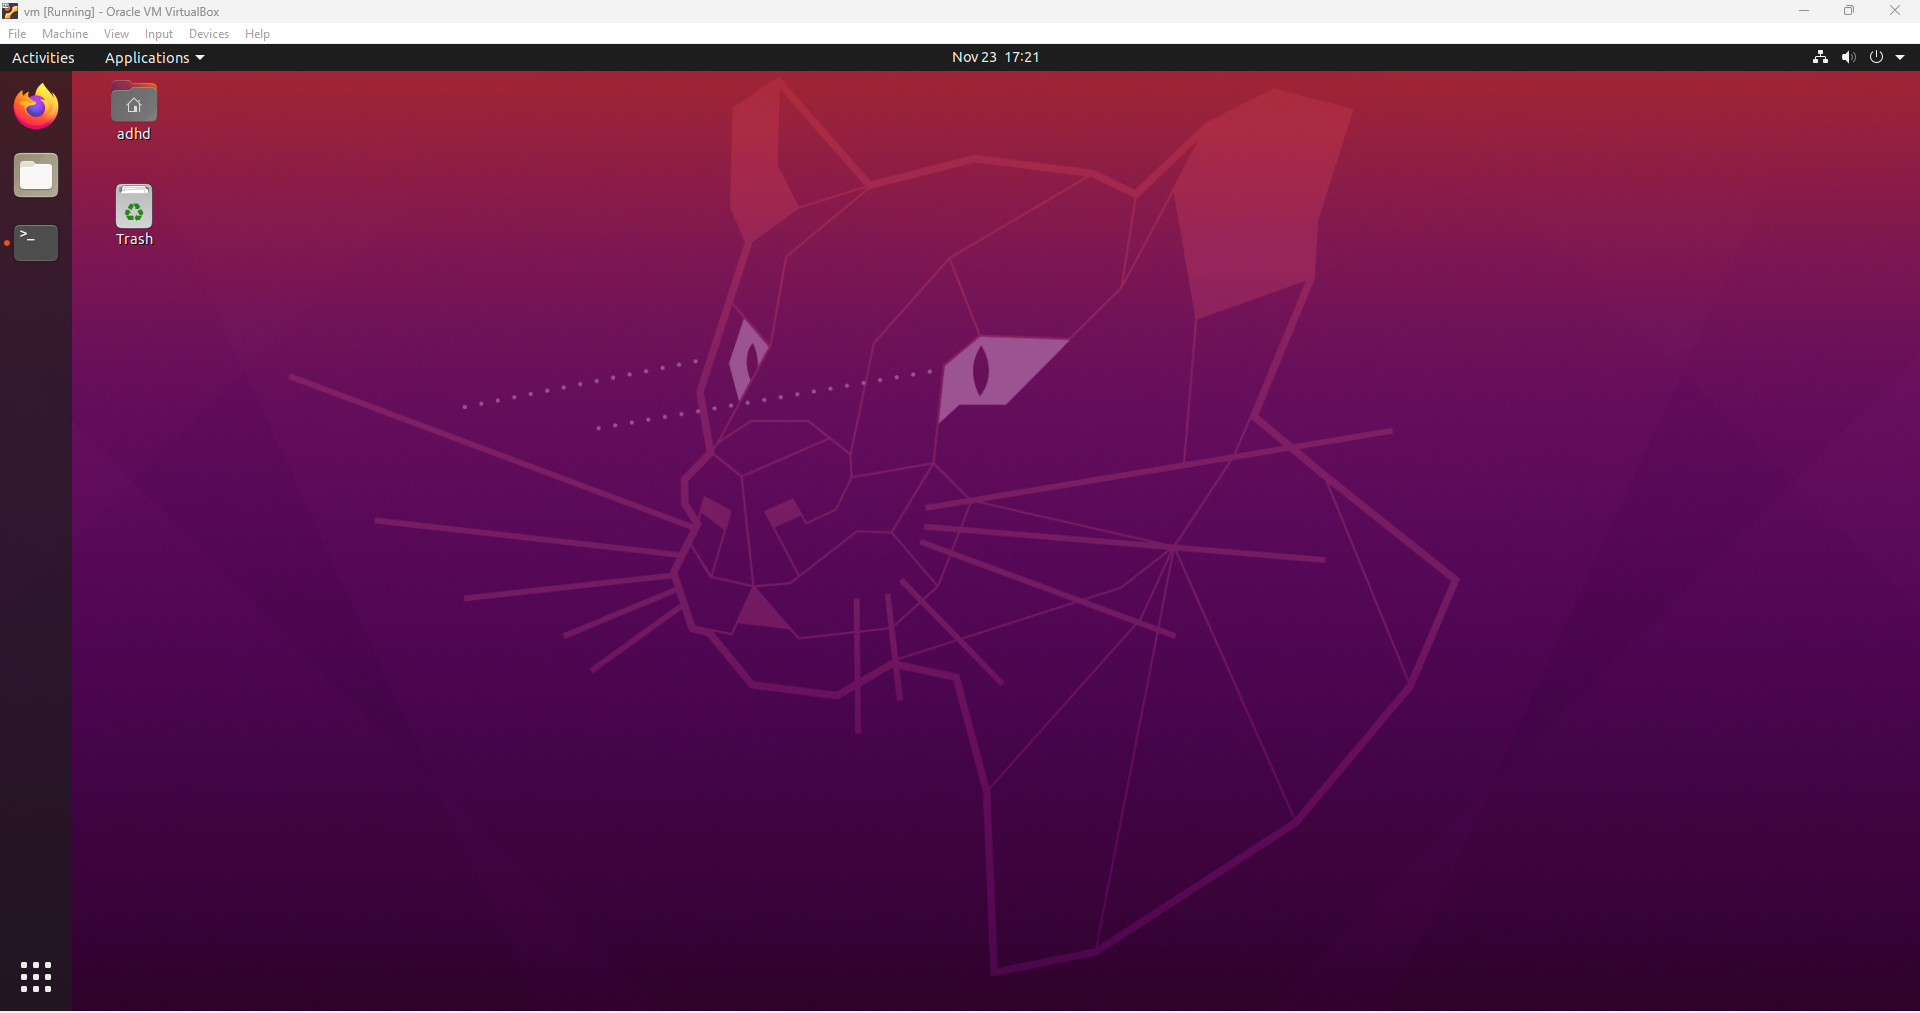 vm [Running] - Oracle VM VirtualBox
File Machine View Input Devices Help
Activities Applications Nov 23 17:21
adhd
>_
Trash